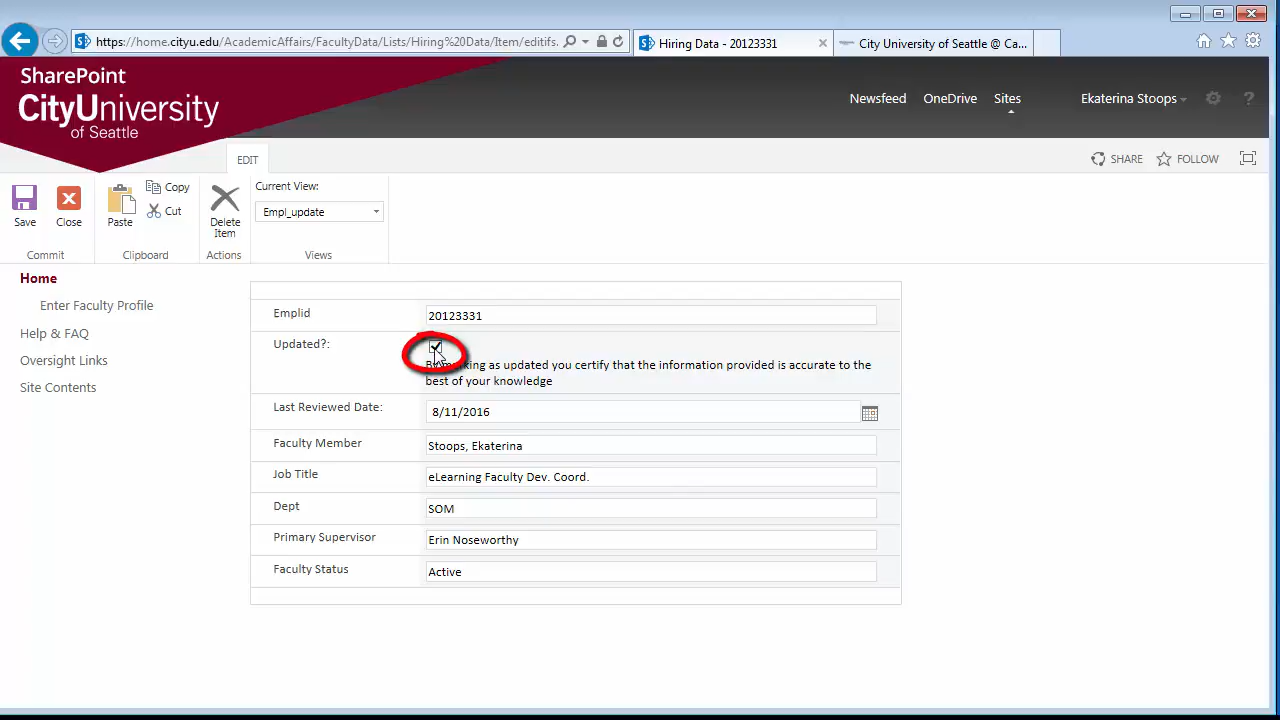 https://home.cityu.edu/AcademicAffairs/FacultyData/Lists/Hiring%20Data/Item/editifs.
Hiring Data - 20123331
City University of Seattle @ Ca...
SharePoint
CityUniversity
of Seattle
Newsfeed OneDrive Sites
Ekaterina Stoops
EDIT
SHARE FOLLOW
Save
Close
Paste
Copy
Cut
Delete
Item
Current View:
Empl_update
Commit Clipboard Actions Views
Home
Enter Faculty Profile
Help & FAQ
Oversight Links
Site Contents
Emplid 20123331
Updated?:
By marking as updated you certify that the information provided is accurate to the
best of your knowledge
Last Reviewed Date: 8/11/2016
Faculty Member Stoops, Ekaterina
Job Title eLearning Faculty Dev. Coord.
Dept SOM
Primary Supervisor Erin Noseworthy
Faculty Status Active